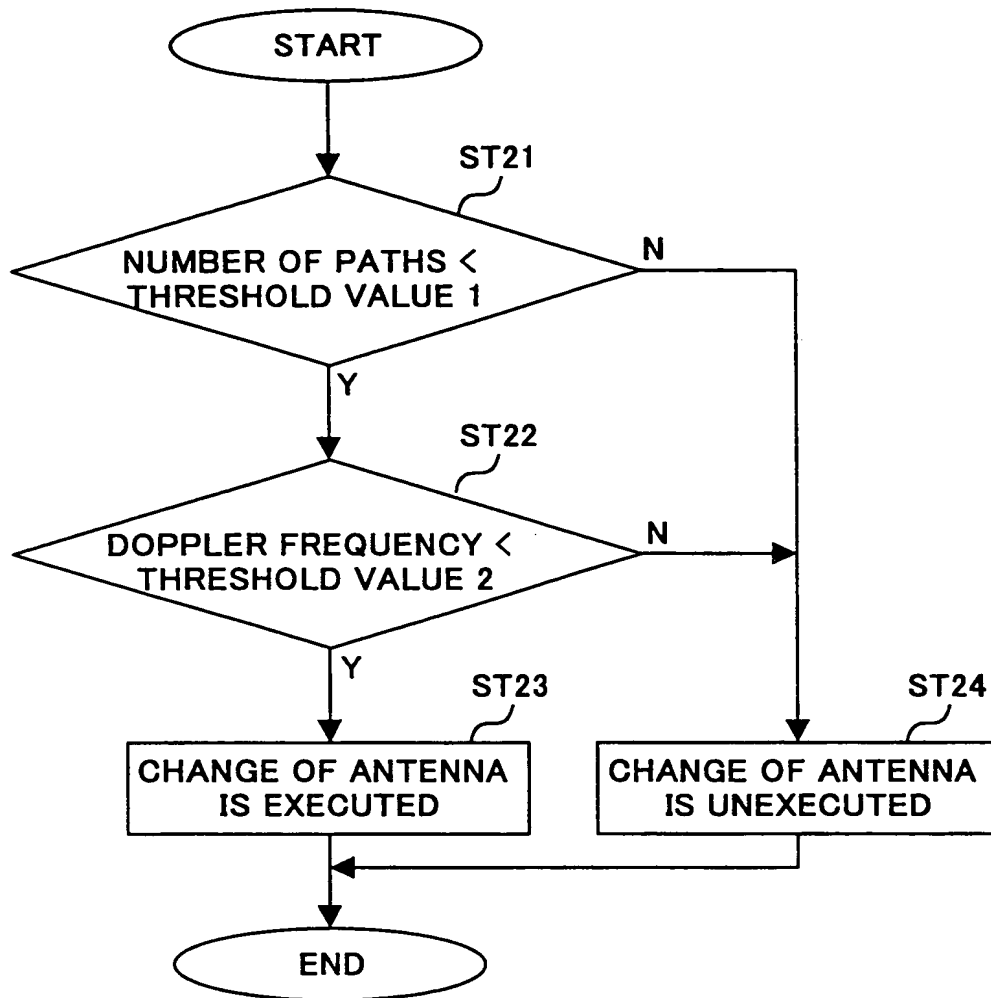 START
ST21
NUMBER OF PATHS <
THRESHOLD VALUE 1
N
Y
ST22
DOPPLER FREQUENCY <
THRESHOLD VALUE 2
N
Y
ST23
CHANGE OF ANTENNA
IS EXECUTED
ST24
CHANGE OF ANTENNA
IS UNEXECUTED
END